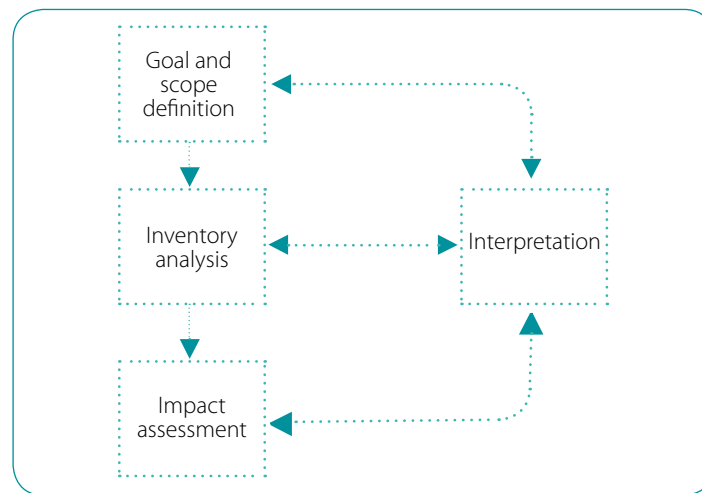 Goal and
scope
definition
Inventory
analysis
Interpretation
Impact
assessment